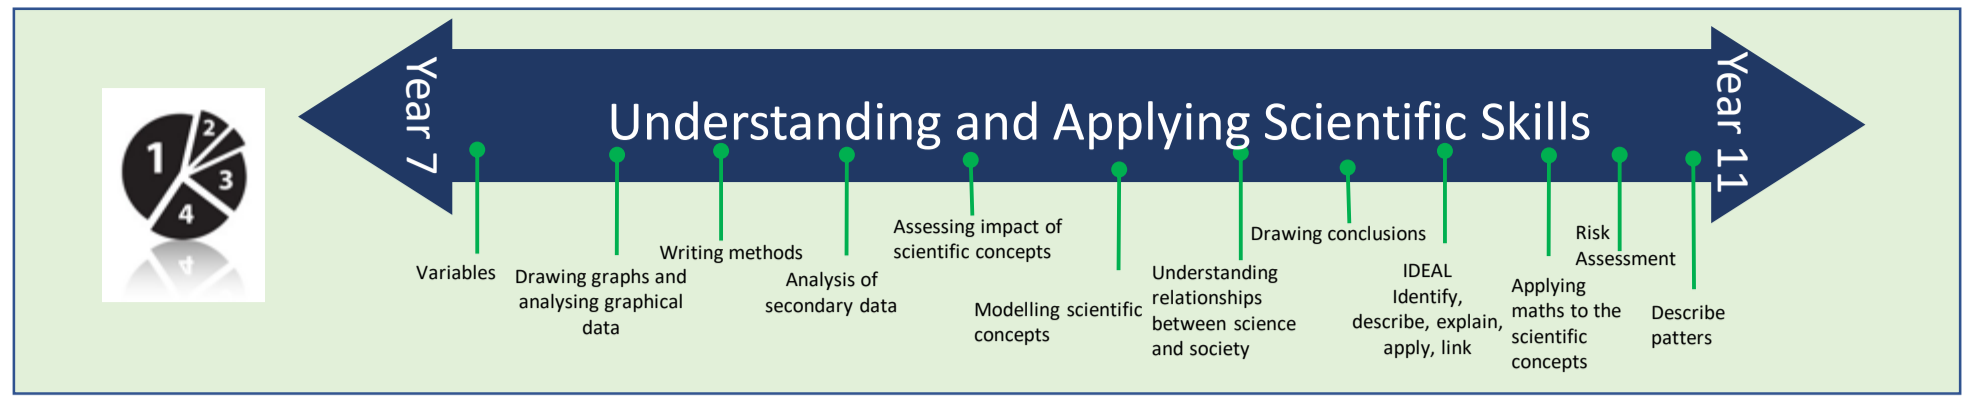 1
2
3
4
Year 7
Understanding and Applying Scientific Skills
Year 11
Variables
Drawing graphs and
analysing graphical
data
Writing methods
Analysis of
secondary data
Assessing impact of
scientific concepts
Modelling scientific
concepts
Understanding
relationships
between science
and society
Drawing conclusions
IDEAL
Identify,
describe, explain,
apply, link
Applying
maths to the
scientific
concepts
Risk
Assessment
Describe
patters